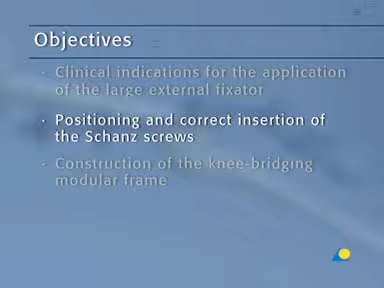 Objectives
· Clinical indications for the application
of the large external fixator
· Positioning and correct insertion of
the Schanz screws
· Construction of the knee-bridging
modular frame